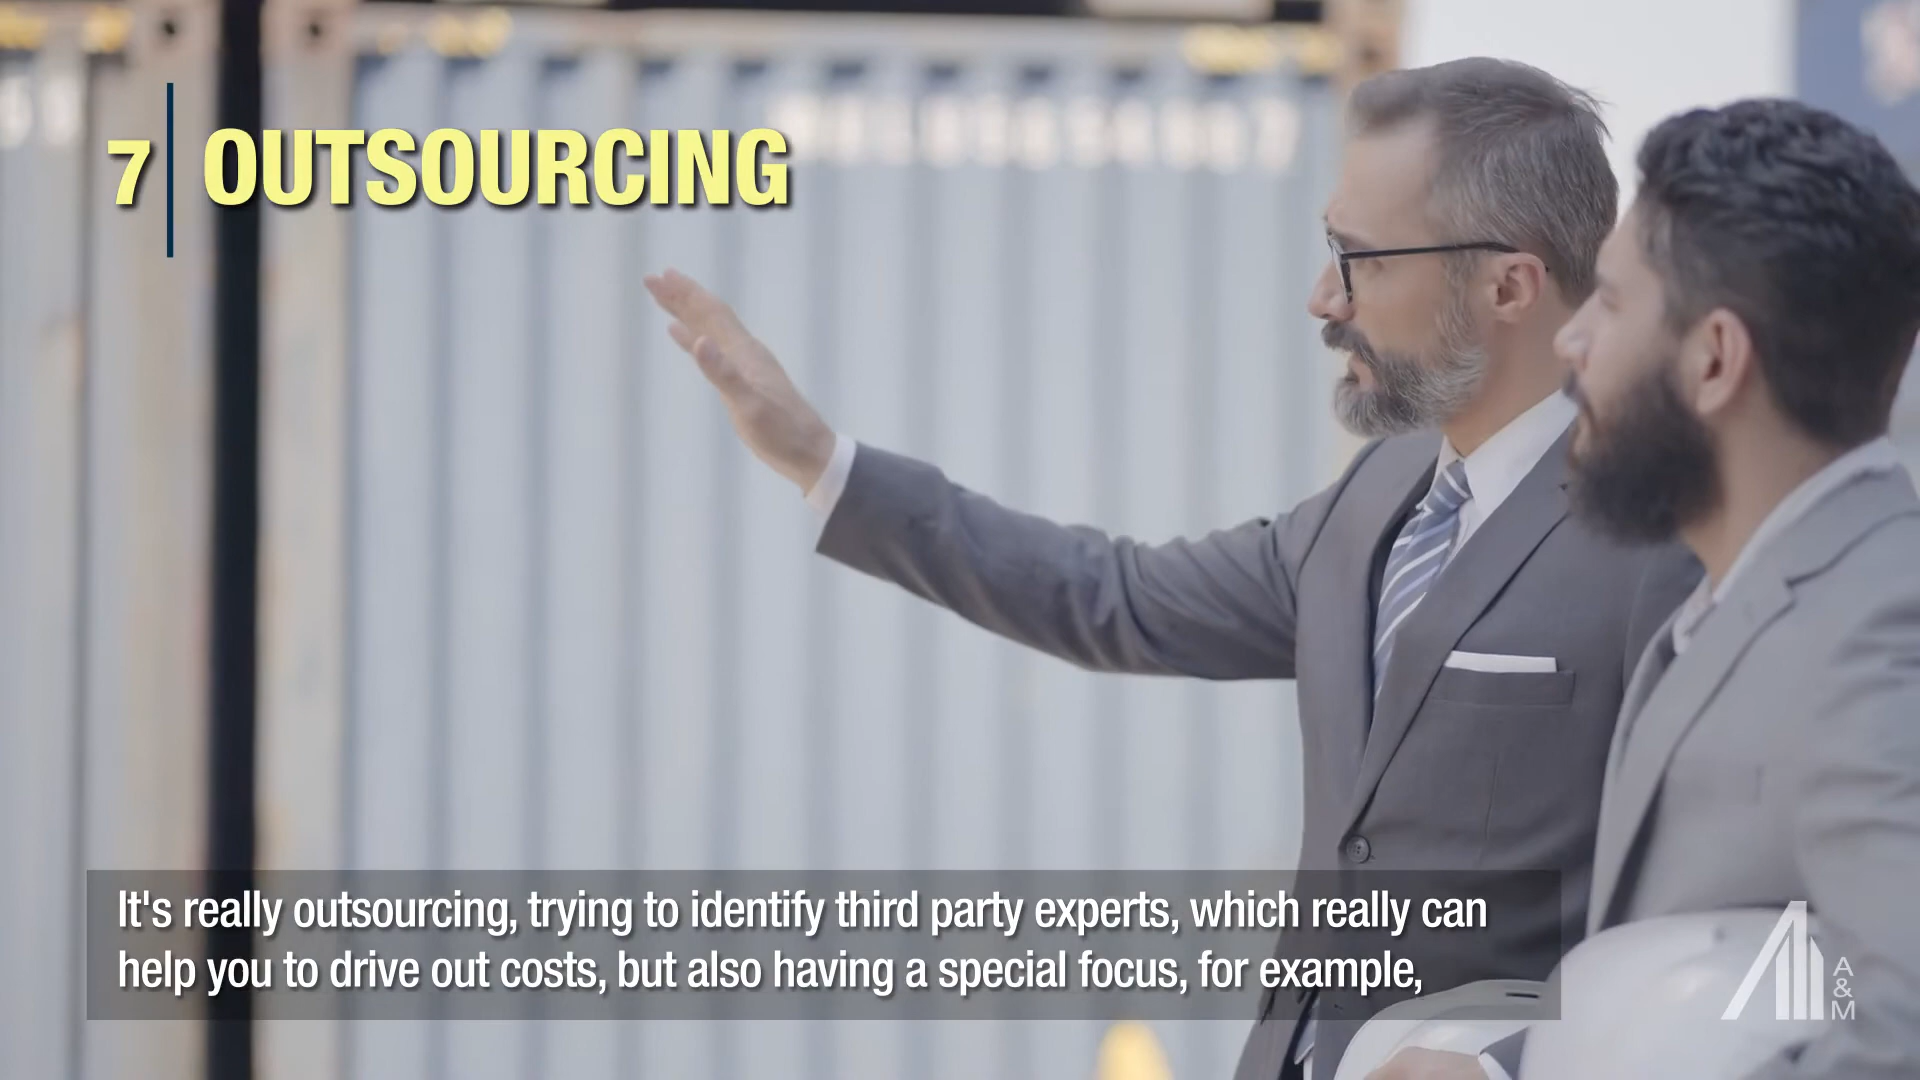 7 OUTSOURCING
It's really outsourcing, trying to identify third party experts, which really can
help you to drive out costs, but also having a special focus, for example,
A
&
M